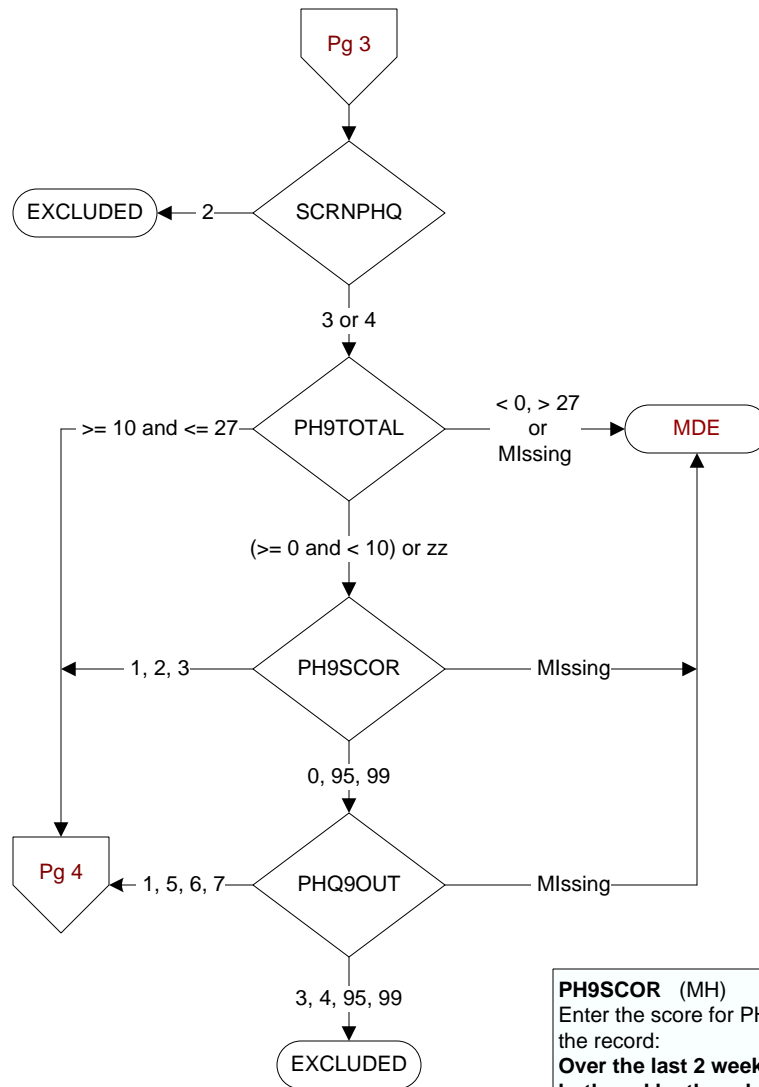 Pg 3
SCRNPHQ
EXCLUDED
2
3 or 4
PH9TOTAL
>= 10 and <= 27
< 0, > 27
or
MIssing
MDE
(>= 0 and < 10) or zz
PH9SCOR
1, 2, 3
MIssing
0, 95, 99
PHQ9OUT
Pg 4
1, 5, 6, 7
MIssing
3, 4, 95, 99
EXCLUDED
PH9SCOR (MH)
Enter the score for PH
the record:
Over the last 2 week